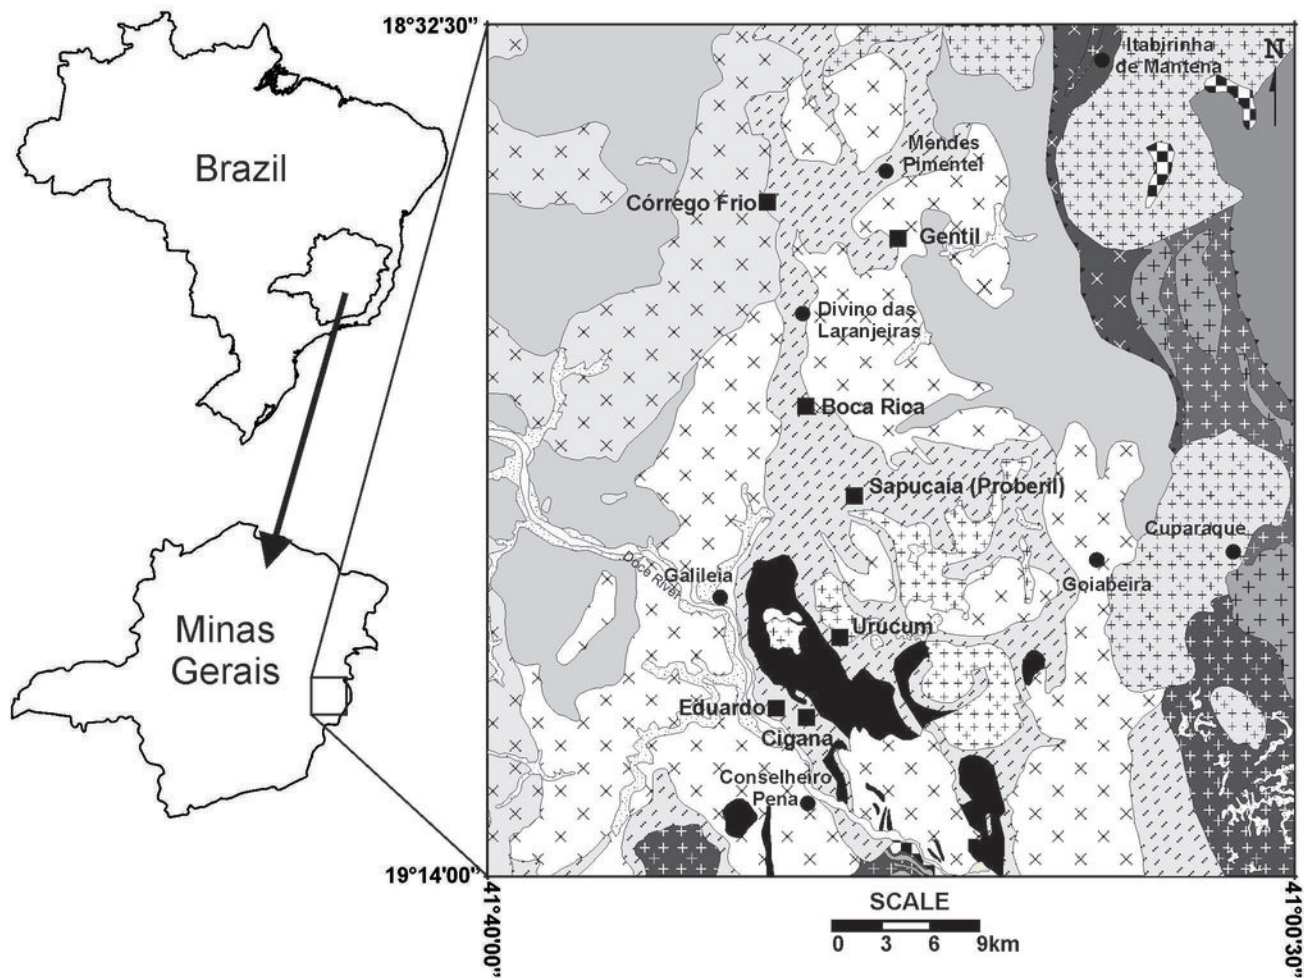 18°32'30"
Brazil
Itabirinha
de Mantena
N
Mendes
Pimentel
Córrego Frio
Gentil
Divino das
Laranjeiras
Boca Rica
Sapucaia (Proberil)
Cuparaque
Doce River
Galileia
Goiabeira
Minas
Gerais
Urucum
Eduardo
Cigana
Conselheiro
Pena
19°14'00"
41°40'00"
41°00'30"
SCALE
0 3 6 9km